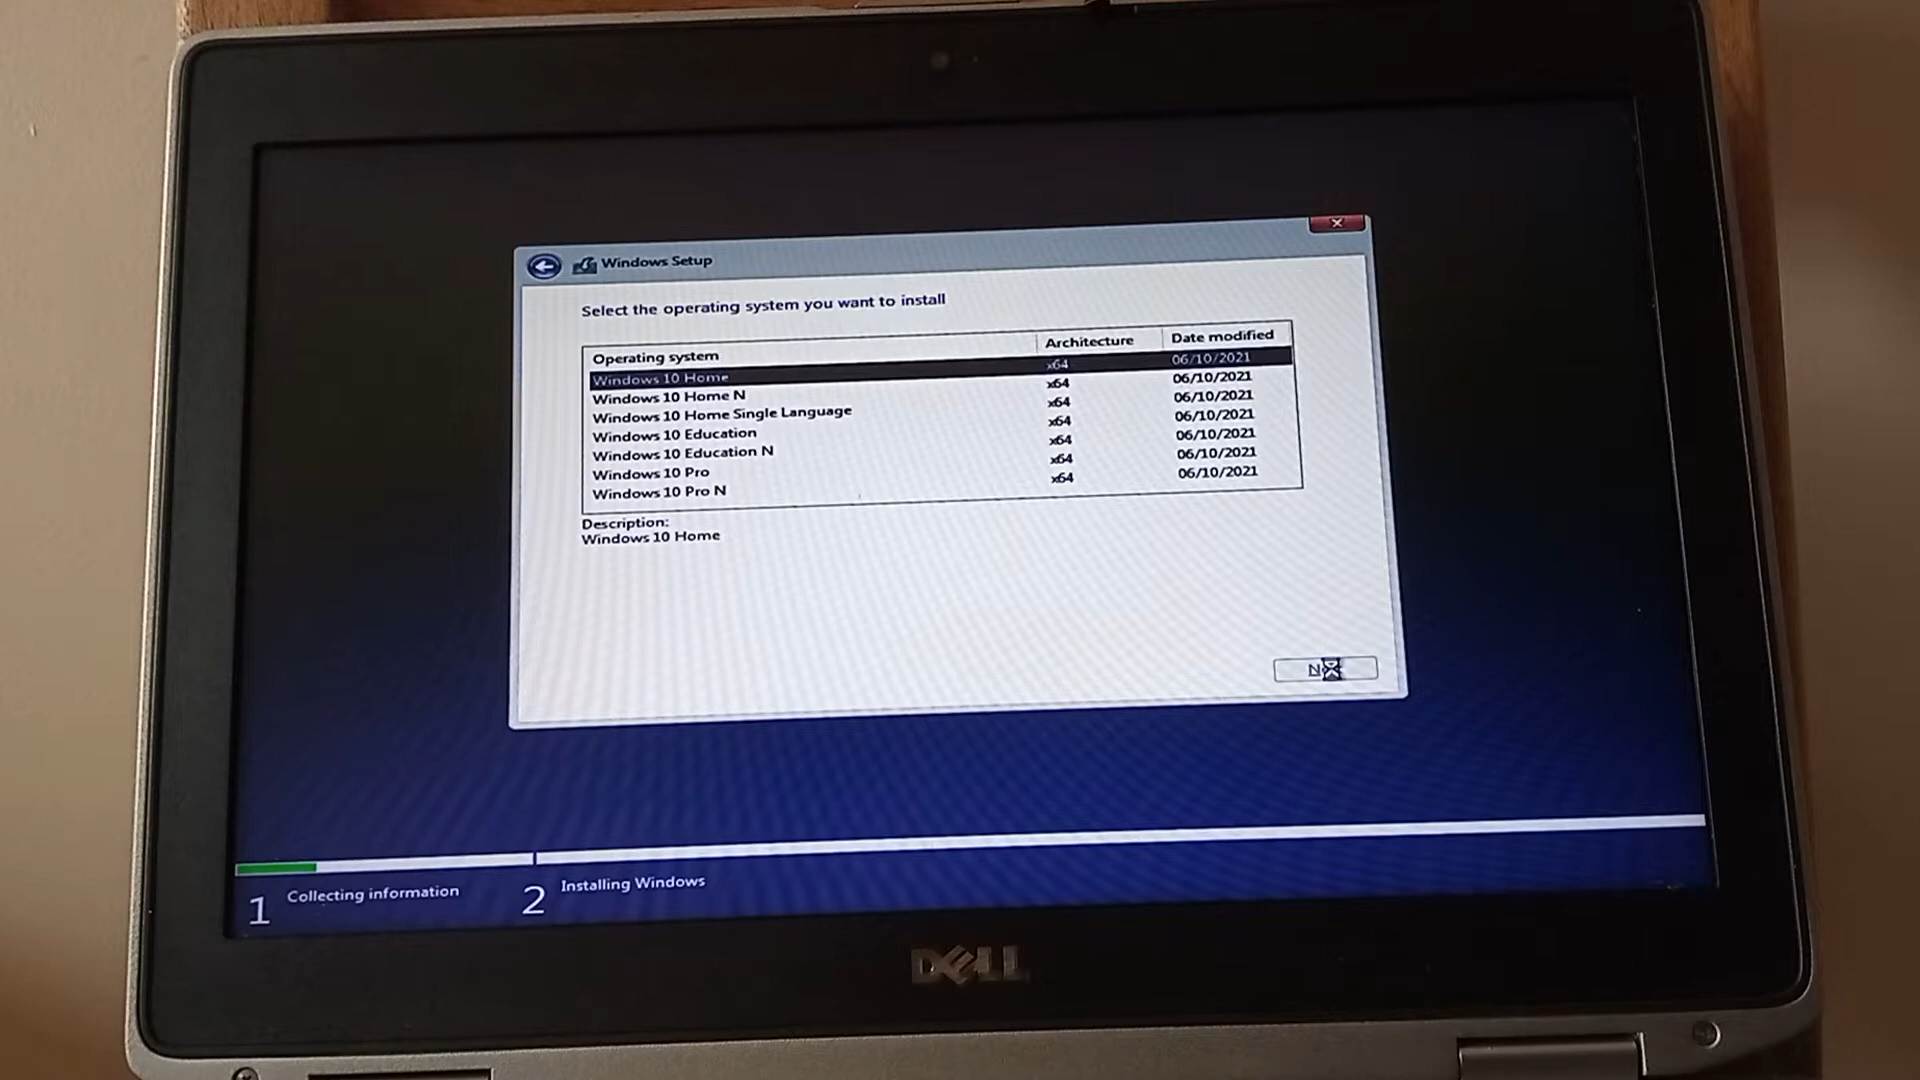 Windows Setup
Select the operating system you want to install
Operating system Architecture Date modified
Windows 10 Home x64 06/10/2021
Windows 10 Home N x64 06/10/2021
Windows 10 Home Single Language x64 06/10/2021
Windows 10 Education x64 06/10/2021
Windows 10 Education N x64 06/10/2021
Windows 10 Pro x64 06/10/2021
Windows 10 Pro N x64 06/10/2021
Description:
Windows 10 Home
1 Collecting information 2 Installing Windows
DELL